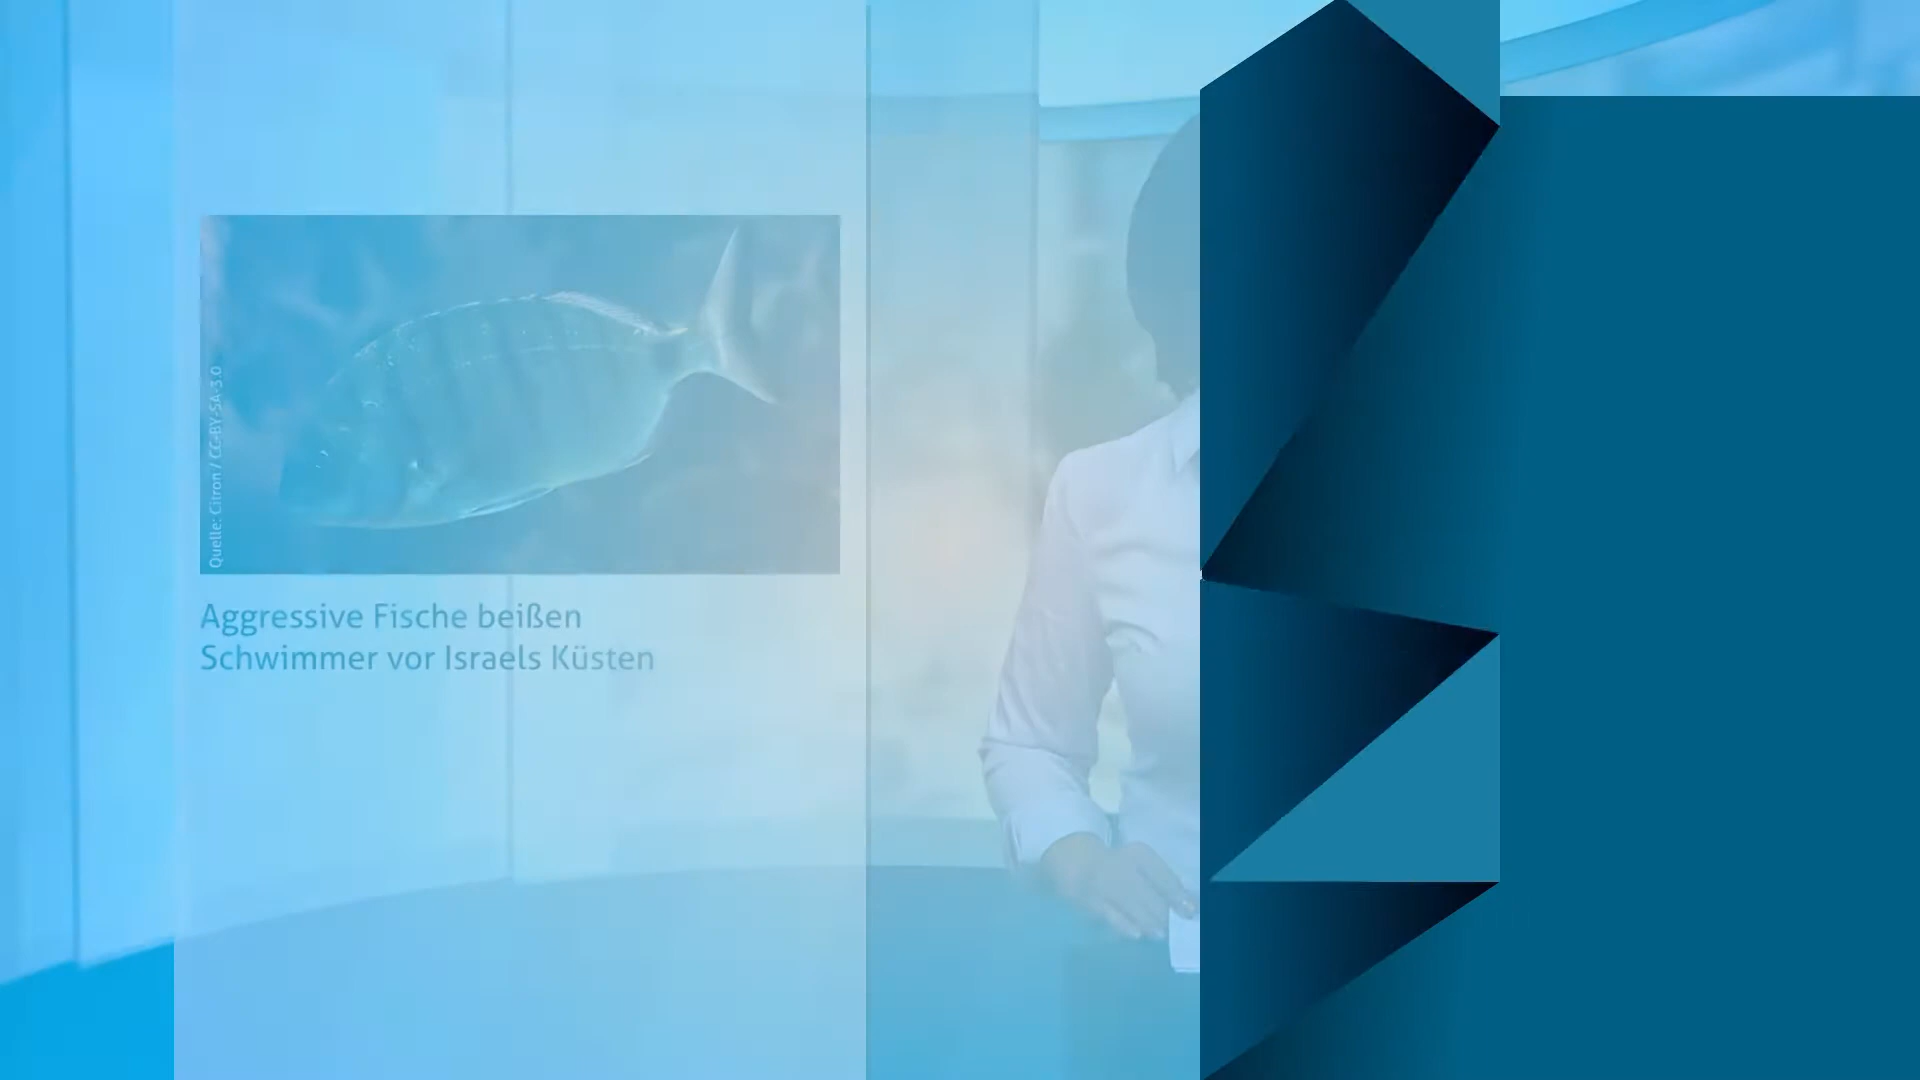 Quelle: Citron / CC-BY-SA-3.0
Aggressive Fische beißen
Schwimmer vor Israels Küsten